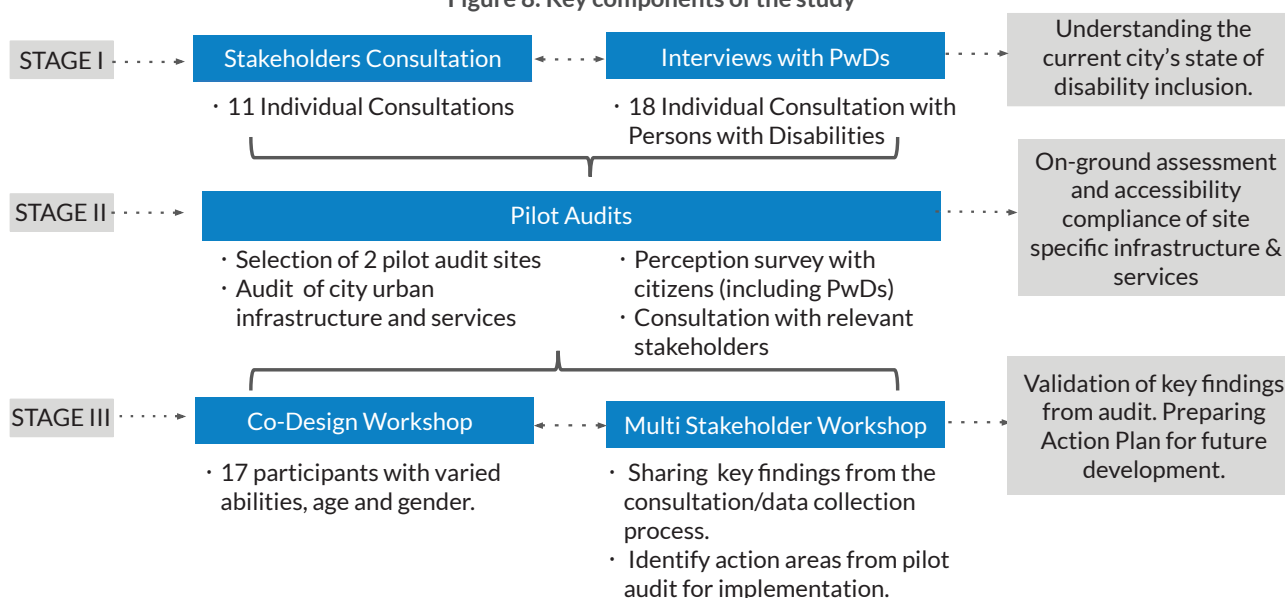 Figure 8. Key components of the study
STAGE I
Stakeholders Consultation
Interviews with PwDs
Understanding the
current city’s state of
disability inclusion.
· 11 Individual Consultations
· 18 Individual Consultation with
Persons with Disabilities
STAGE II
Pilot Audits
On-ground assessment
and accessibility
compliance of site
specific infrastructure &
services
· Selection of 2 pilot audit sites
· Audit of city urban
infrastructure and services
· Perception survey with
citizens (including PwDs)
· Consultation with relevant
stakeholders
STAGE III
Co-Design Workshop
Multi Stakeholder Workshop
Validation of key findings
from audit. Preparing
Action Plan for future
development.
· 17 participants with varied
abilities, age and gender.
· Sharing key findings from the
consultation/data collection
process.
· Identify action areas from pilot
audit for implementation.